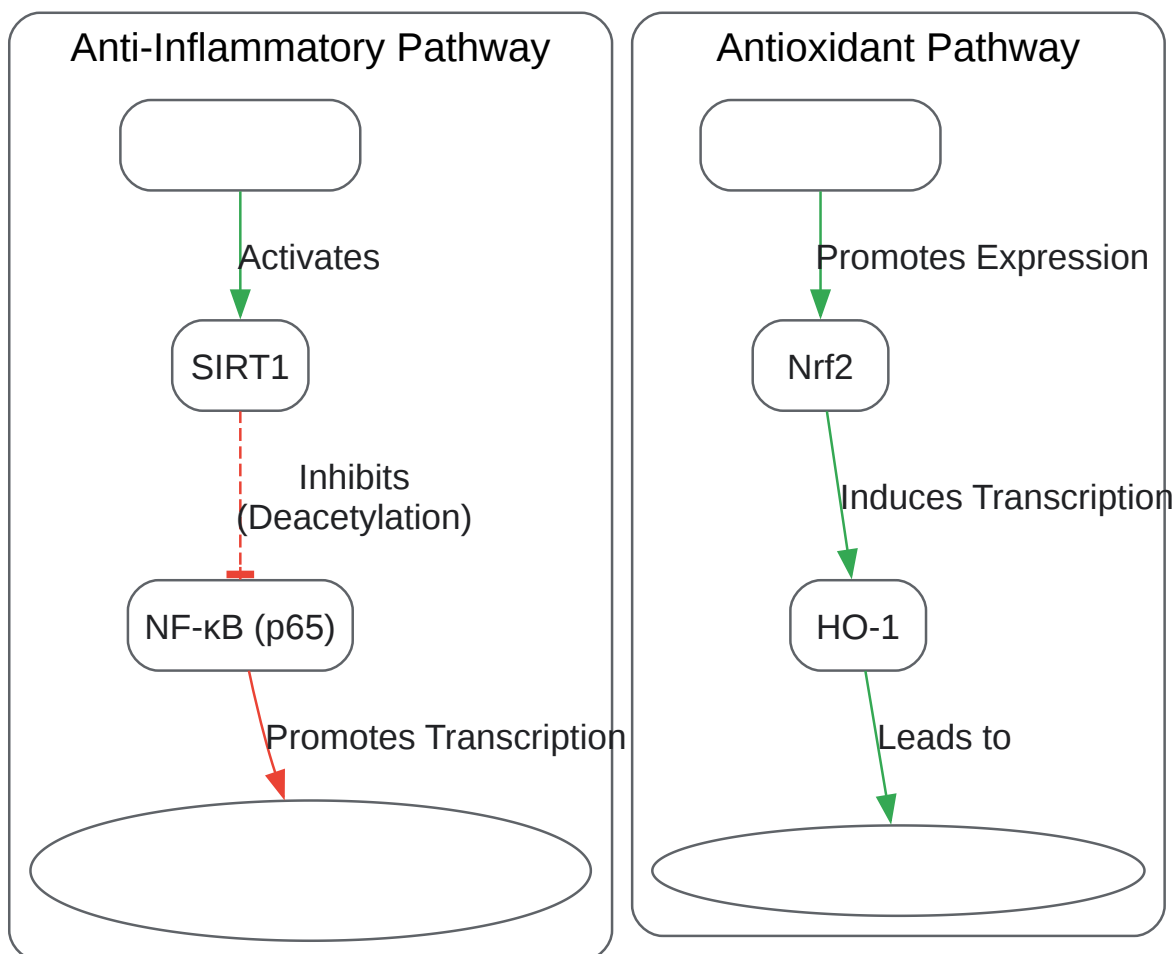 Anti-Inflammatory Pathway
Activates
SIRT1
Inhibits
(Deacetylation)
NF-κB (p65)
Promotes Transcription
Antioxidant Pathway
Promotes Expression
Nrf2
Induces Transcription
HO-1
Leads to